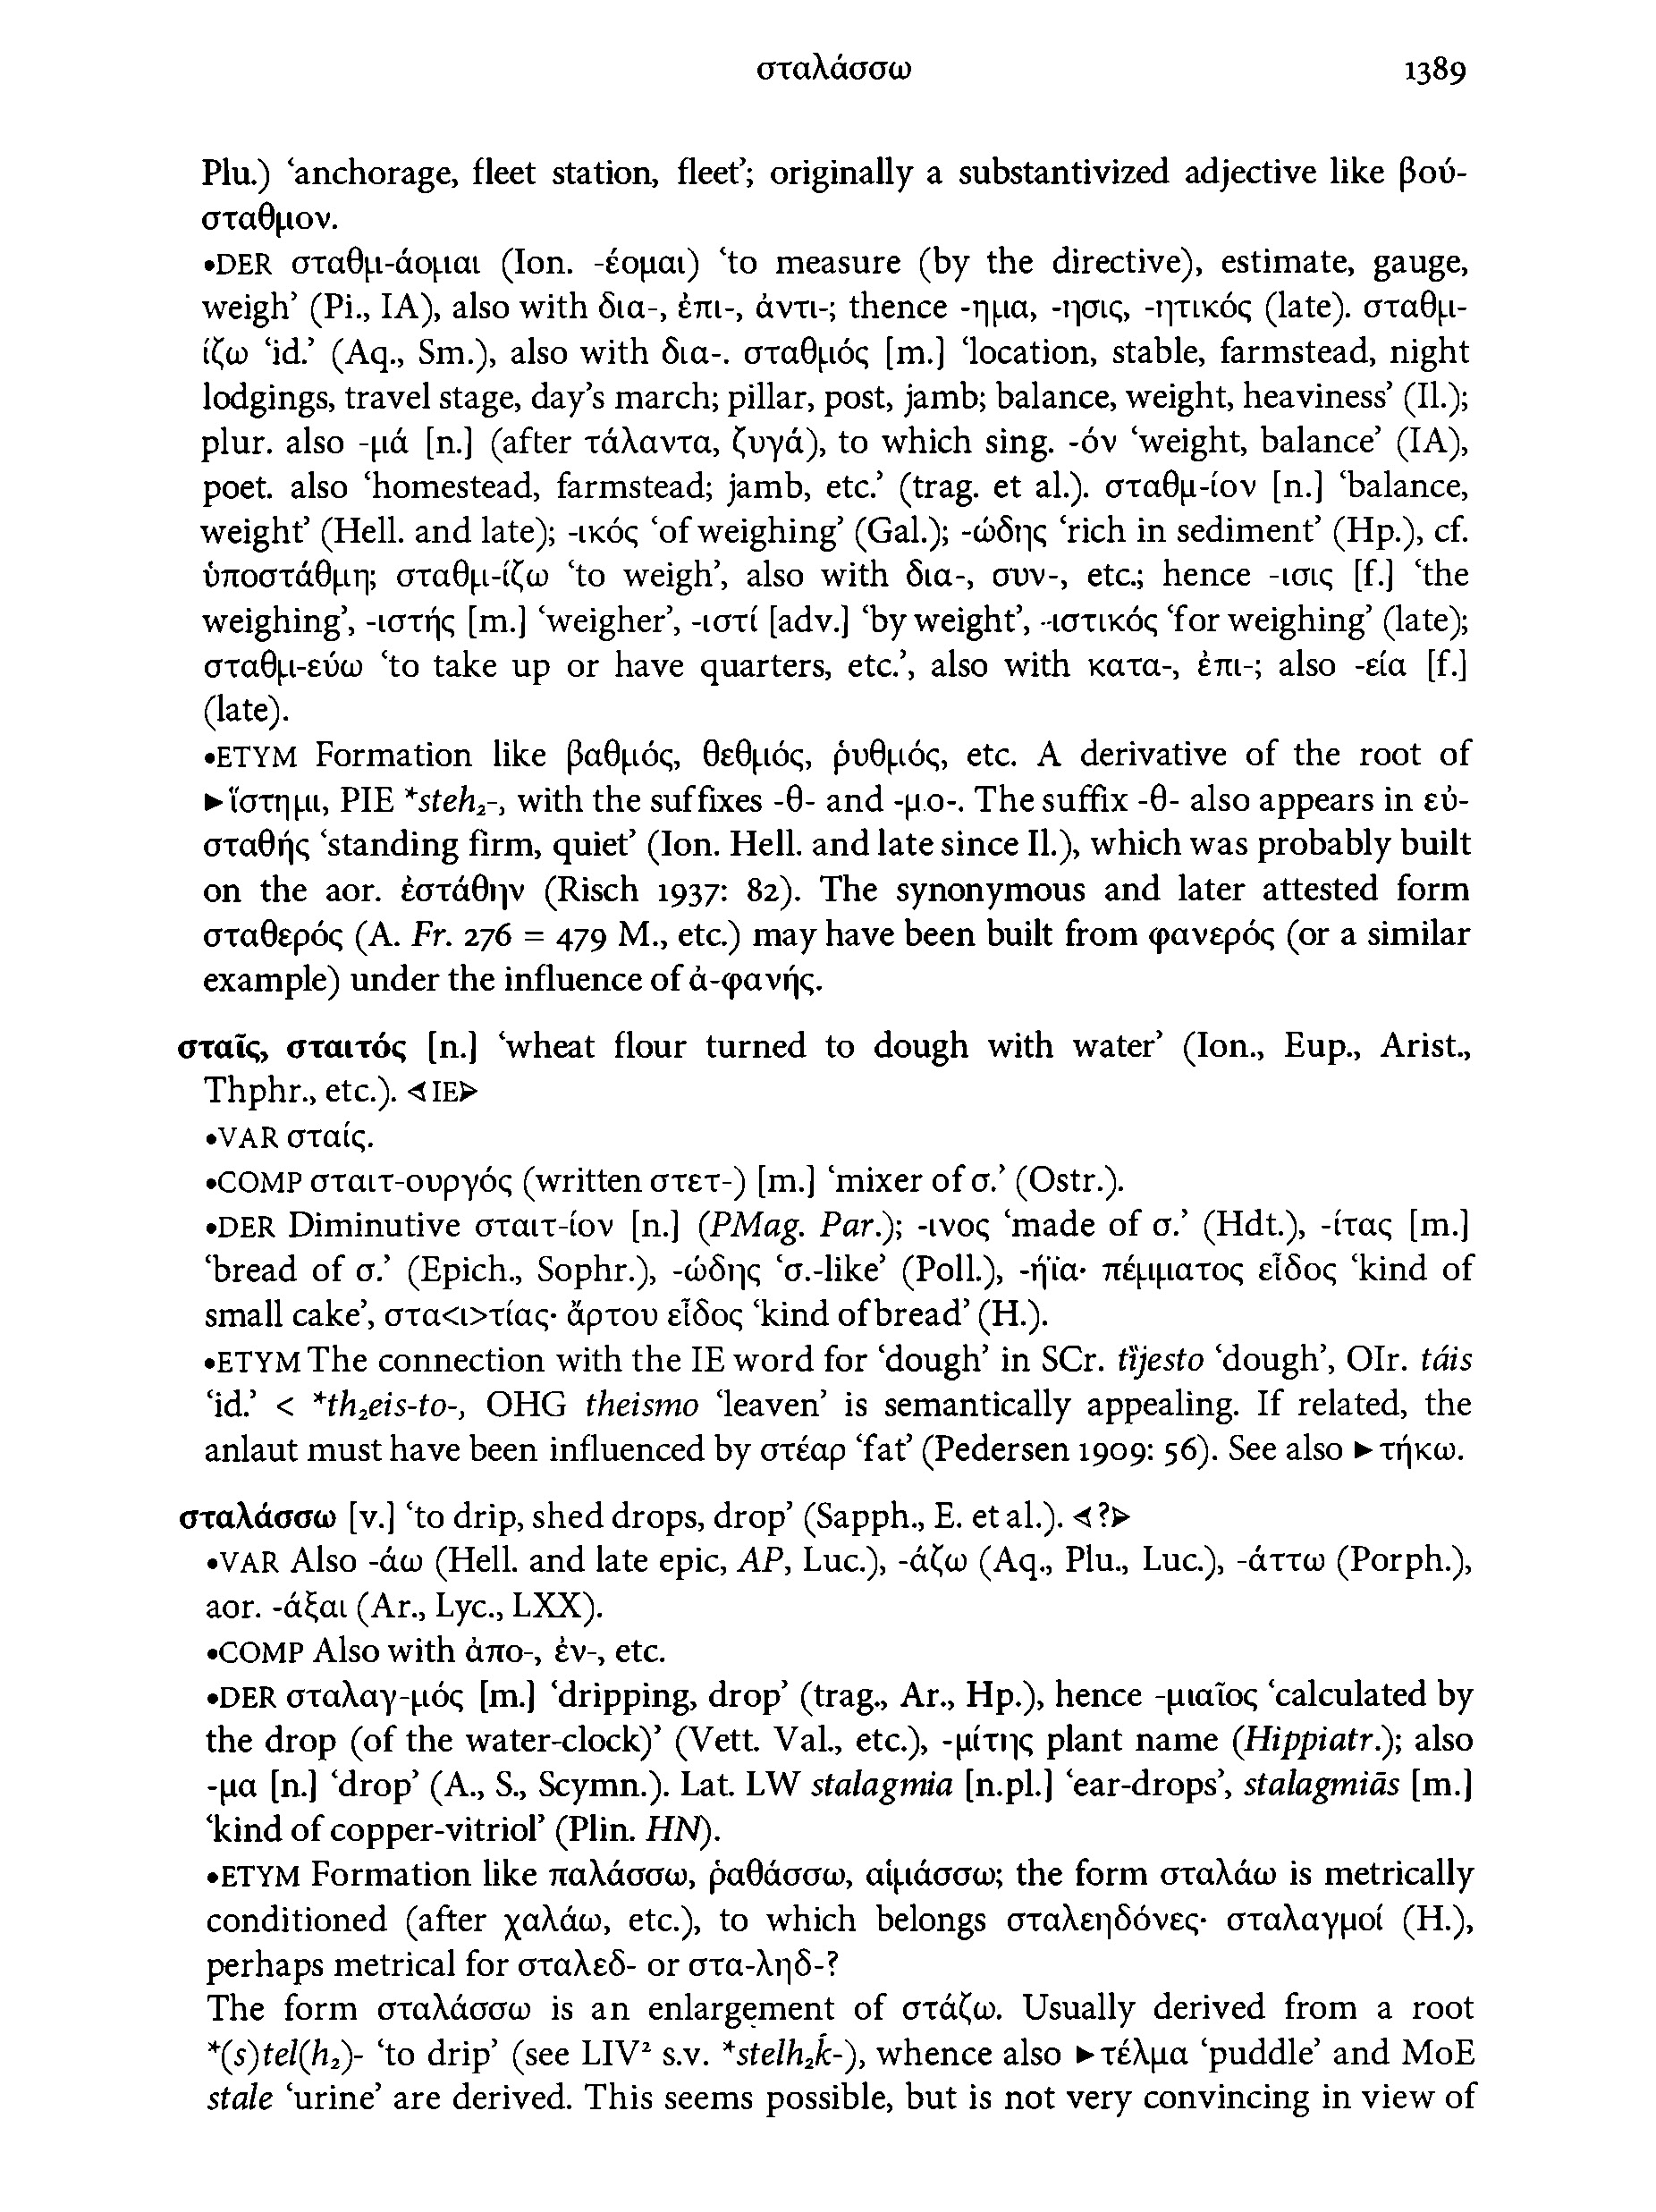 σταλάσσω 1389
Plu.) ‘anchorage, fleet station, fleet’; originally a substantivized adjective like βού-
σταθμον.
•DER σταθμ-άομαι (Ion. -έομαι) ‘to measure (by the directive), estimate, gauge,
weigh’ (Pi., IA), also with δια-, ἐπι-, ἀντι-; thence -ημα, -ησις, -ητικός (late). σταθμ-
ίζω ‘id.’ (Aq., Sm.), also with δια-. σταθμός [m.] ‘location, stable, farmstead, night
lodgings, travel stage, day’s march; pillar, post, jamb; balance, weight, heaviness’ (Il.);
plur. also -μά [n.] (after τάλαντα, ζυγά), to which sing. -όν ‘weight, balance’ (IA),
poet. also ‘homestead, farmstead; jamb, etc.’ (trag. et al.). σταθμ-ίον [n.] ‘balance,
weight’ (Hell. and late); -ικός ‘of weighing’ (Gal.); -ώδης ‘rich in sediment’ (Hp.), cf.
ὑποστάθμη; σταθμ-ίζω ‘to weigh’, also with δια-, συν-, etc.; hence -ισις [f.] ‘the
weighing’, -ιστής [m.] ‘weigher’, -ιστί [adv.] ‘by weight’, -ιστικός ‘for weighing’ (late);
σταθμ-εύω ‘to take up or have quarters, etc.’, also with κατα-, ἐπι-; also -εία [f.]
(late).
•ETYM Formation like βαθμός, θεθμός, ῥυθμός, etc. A derivative of the root of
►ἵστημι, PIE *steh₂-, with the suffixes -θ- and -μο-. The suffix -θ- also appears in εὐ-
σταθής ‘standing firm, quiet’ (Ion. Hell. and late since Il.), which was probably built
on the aor. ἐστάθην (Risch 1937: 82). The synonymous and later attested form
σταθερός (A. Fr. 276 = 479 M., etc.) may have been built from φανερός (or a similar
example) under the influence of ἀ-φανής.
σταῖς, σταιτός [n.] ‘wheat flour turned to dough with water’ (Ion., Eup., Arist.,
Thphr., etc.). ◁IE▷
•VAR σταίς.
•COMP σταιτ-ουργός (written στετ-) [m.] ‘mixer of σ.’ (Ostr.).
•DER Diminutive σταιτ-ίον [n.] (PMag. Par.); -ινος ‘made of σ.’ (Hdt.), -ίτας [m.]
‘bread of σ.’ (Epich., Sophr.), -ώδης ‘σ.-like’ (Poll.), -ήϊα· πέμματος εἶδος ‘kind of
small cake’, στα<ι>τίας· ἄρτου εἶδος ‘kind of bread’ (H.).
•ETYM The connection with the IE word for ‘dough’ in SCr. tȉjesto ‘dough’, OIr. táis
‘id.’ < *th₂eis-to-, OHG theismo ‘leaven’ is semantically appealing. If related, the
anlaut must have been influenced by στέαρ ‘fat’ (Pedersen 1909: 56). See also ►τήκω.
σταλάσσω [v.] ‘to drip, shed drops, drop’ (Sapph., E. et al.). ◁?▷
•VAR Also -άω (Hell. and late epic, AP, Luc.), -άζω (Aq., Plu., Luc.), -άττω (Porph.),
aor. -άξαι (Ar., Lyc., LXX).
•COMP Also with ἀπο-, ἐν-, etc.
•DER σταλαγ-μός [m.] ‘dripping, drop’ (trag., Ar., Hp.), hence -μιαῖος ‘calculated by
the drop (of the water-clock)’ (Vett. Val., etc.), -μίτης plant name (Hippiatr.); also
-μα [n.] ‘drop’ (A., S., Scymn.). Lat. LW stalagmia [n.pl.] ‘ear-drops’, stalagmiās [m.]
‘kind of copper-vitriol’ (Plin. HN).
•ETYM Formation like παλάσσω, ῥαθάσσω, αἱμάσσω; the form σταλάω is metrically
conditioned (after χαλάω, etc.), to which belongs σταλεηδόνες· σταλαγμοί (H.),
perhaps metrical for σταλεδ- or στα-ληδ-?
The form σταλάσσω is an enlargement of στάζω. Usually derived from a root
*(s)tel(h₂)- ‘to drip’ (see LIV² s.v. *stelh₂ḱ-), whence also ►τέλμα ‘puddle’ and MoE
stale ‘urine’ are derived. This seems possible, but is not very convincing in view of